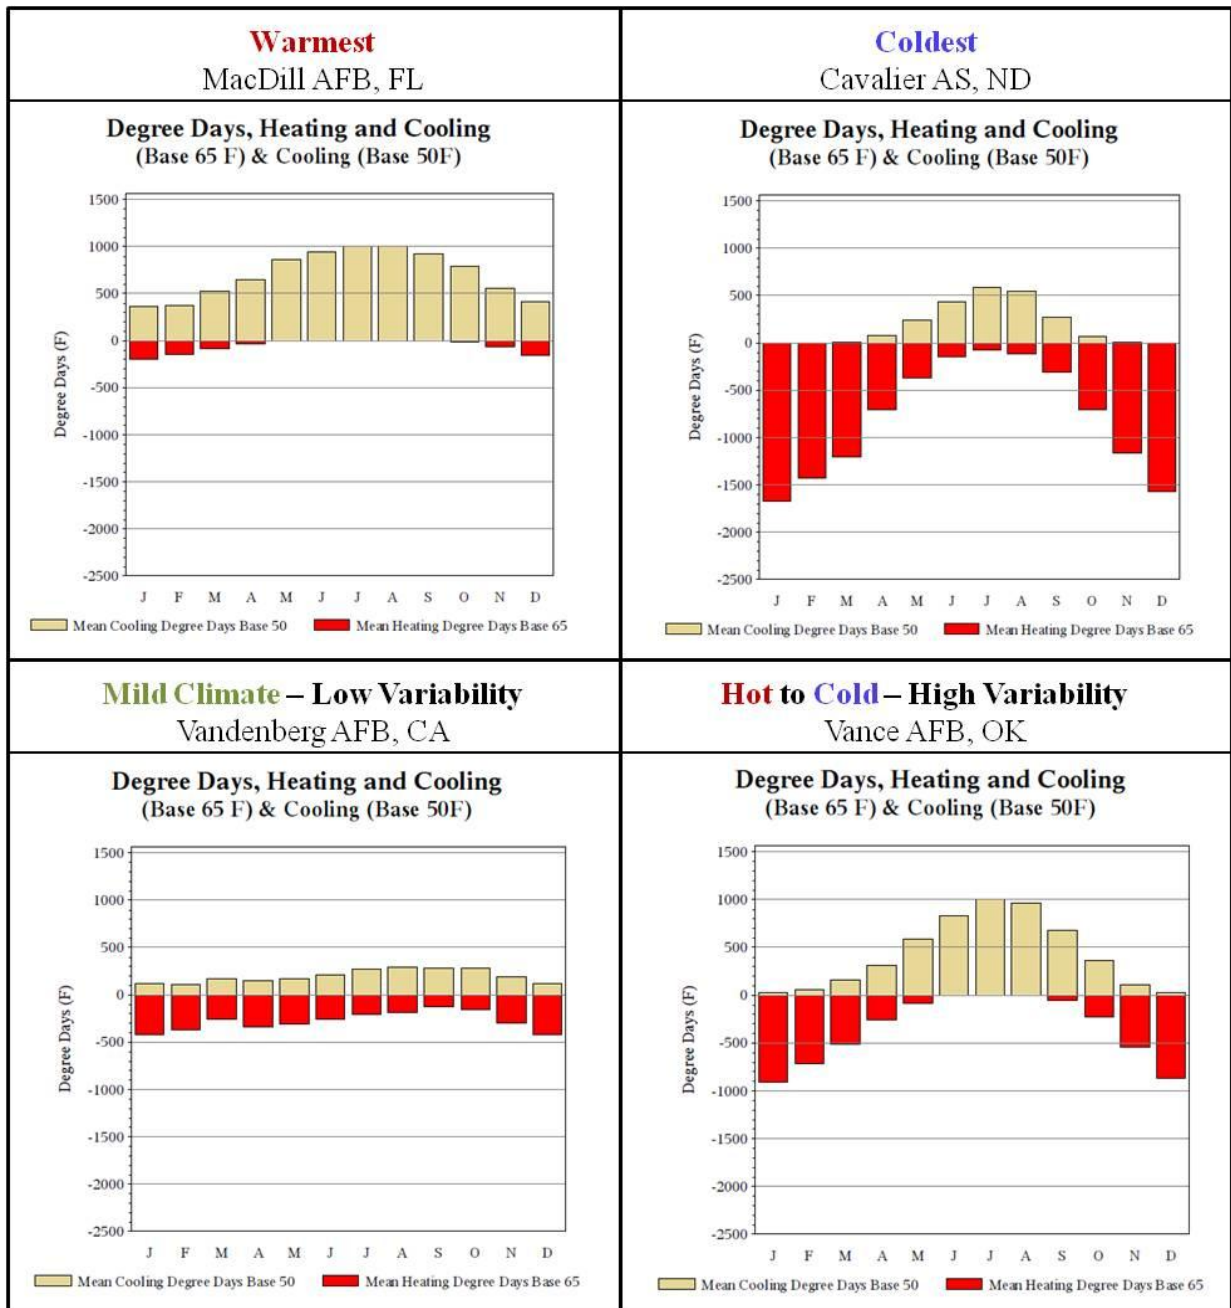 Warmest
MacDill AFB, FL
Degree Days, Heating and Cooling
(Base 65 F) & Cooling (Base 50F)
1500
1000
500
0
-500
-1000
-1500
-2000
-2500
Degree Days (F)
J F M A M J J A S O N D
Mean Cooling Degree Days Base 50 Mean Heating Degree Days Base 65
Coldest
Cavalier AS, ND
Degree Days, Heating and Cooling
(Base 65 F) & Cooling (Base 50F)
1500
1000
500
0
-500
-1000
-1500
-2000
-2500
Degree Days (F)
J F M A M J J A S O N D
Mean Cooling Degree Days Base 50 Mean Heating Degree Days Base 65
Mild Climate – Low Variability
Vandenberg AFB, CA
Degree Days, Heating and Cooling
(Base 65 F) & Cooling (Base 50F)
1500
1000
500
0
-500
-1000
-1500
-2000
-2500
Degree Days (F)
J F M A M J J A S O N D
Mean Cooling Degree Days Base 50 Mean Heating Degree Days Base 65
Hot to Cold – High Variability
Vance AFB, OK
Degree Days, Heating and Cooling
(Base 65 F) & Cooling (Base 50F)
1500
1000
500
0
-500
-1000
-1500
-2000
-2500
Degree Days (F)
J F M A M J J A S O N D
Mean Cooling Degree Days Base 50 Mean Heating Degree Days Base 65